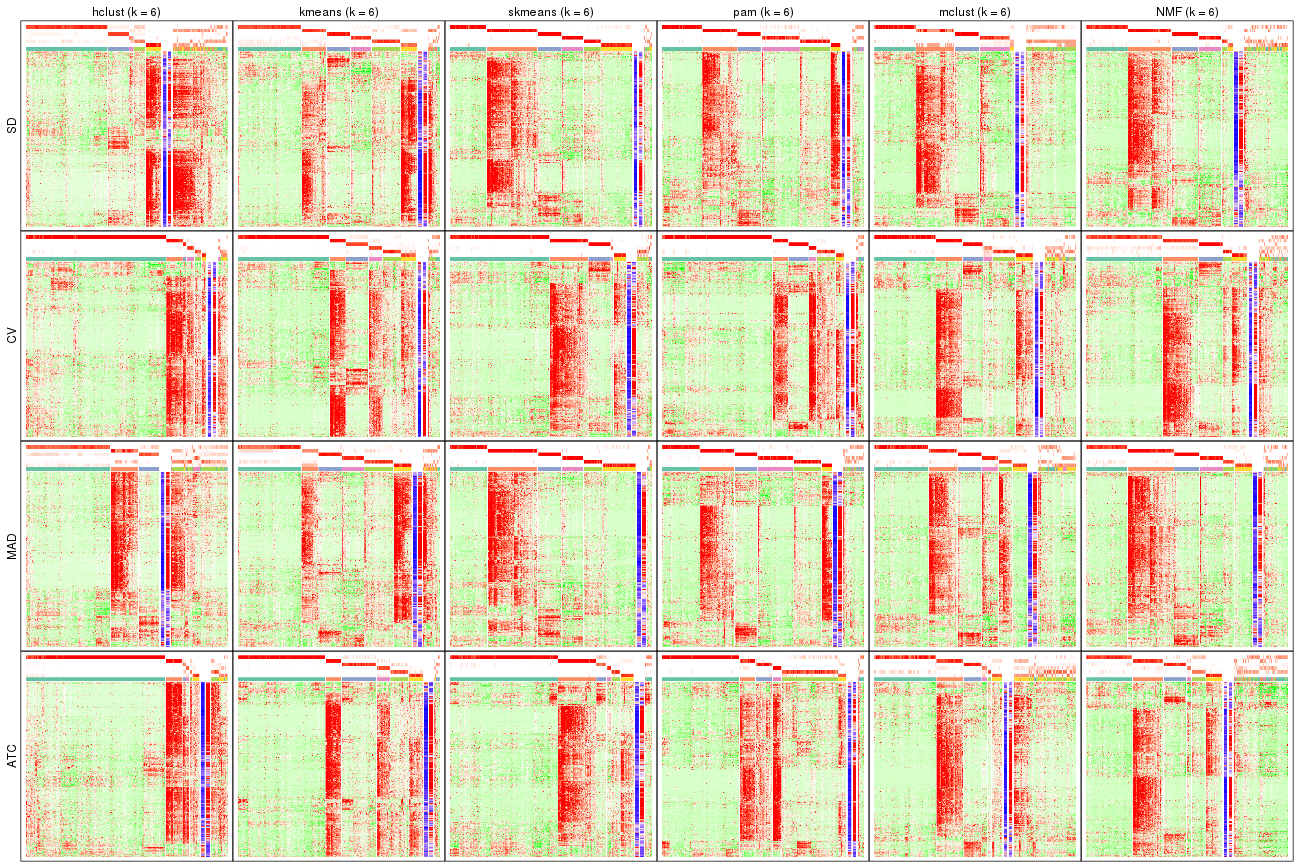 hclust (k = 6) kmeans (k = 6) skmeans (k = 6) pam (k = 6) mclust (k = 6) NMF (k = 6)
SD
CV
MAD
ATC